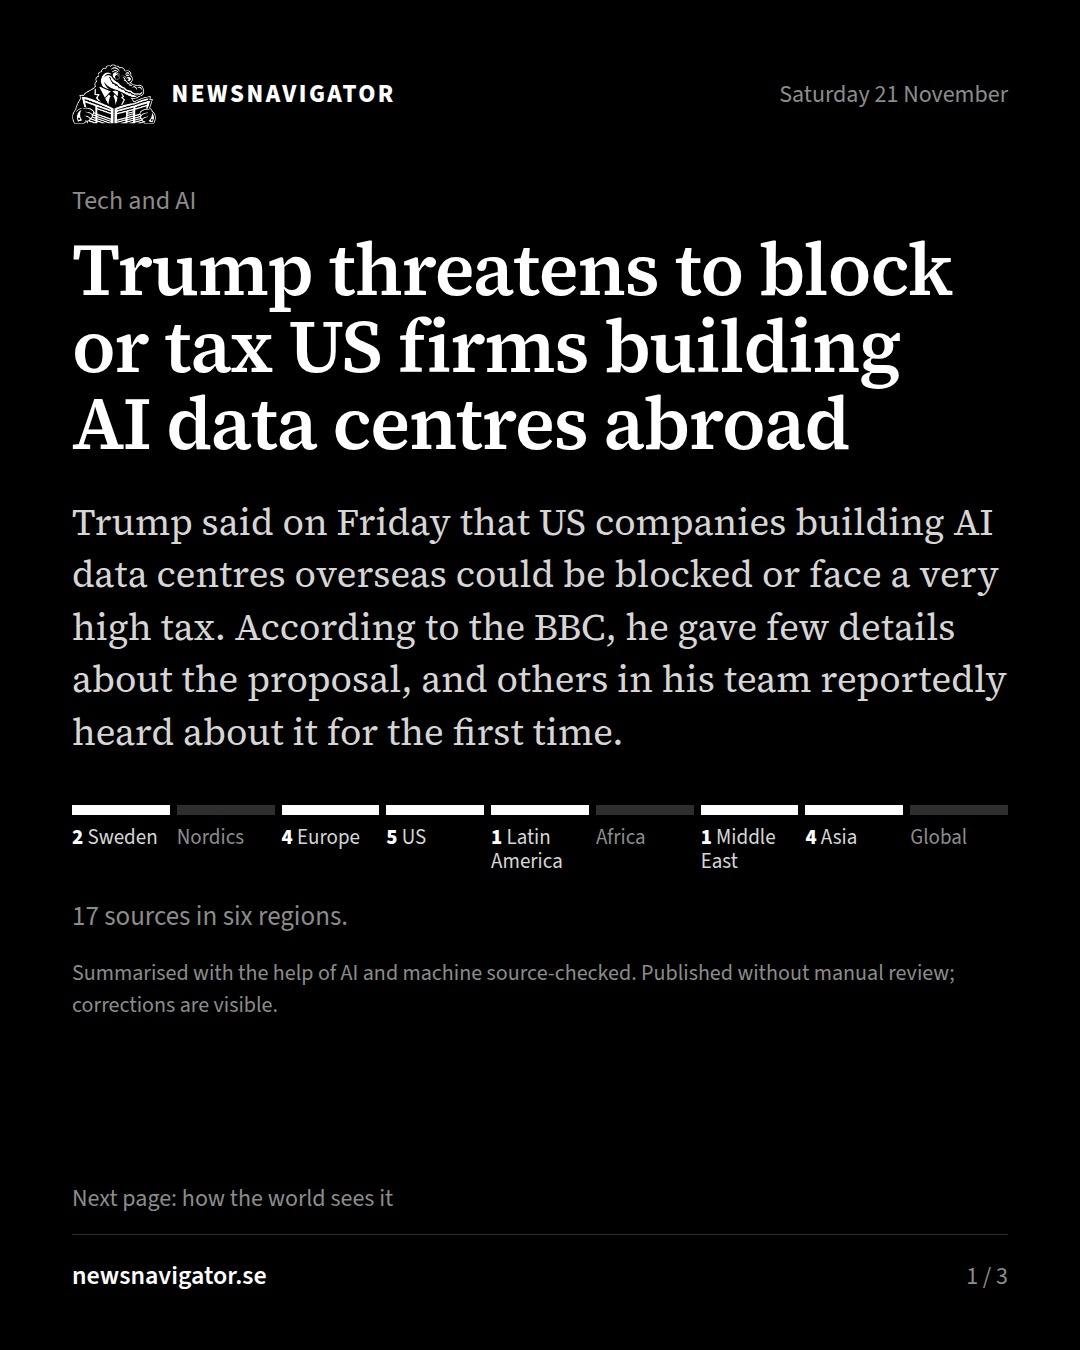 NEWSNAVIGATOR
Saturday 21 November
Tech and AI
Trump threatens to block
or tax US firms building
AI data centres abroad
Trump said on Friday that US companies building AI
data centres overseas could be blocked or face a very
high tax. According to the BBC, he gave few details
about the proposal, and others in his team reportedly
heard about it for the first time.
2 Sweden
Nordics
4 Europe
5 US
1 Latin
America
Africa
1 Middle
East
4 Asia
Global
17 sources in six regions.
Summarised with the help of AI and machine source-checked. Published without manual review;
corrections are visible.
Next page: how the world sees it
newsnavigator.se
1 / 3